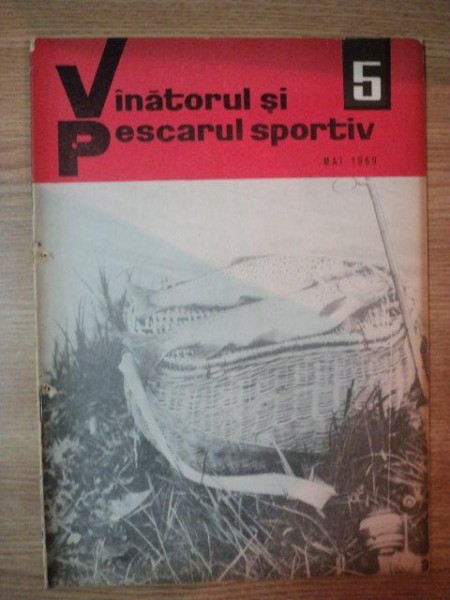 Vînătorul și
Pescarul sportiv
5
MAI 1969